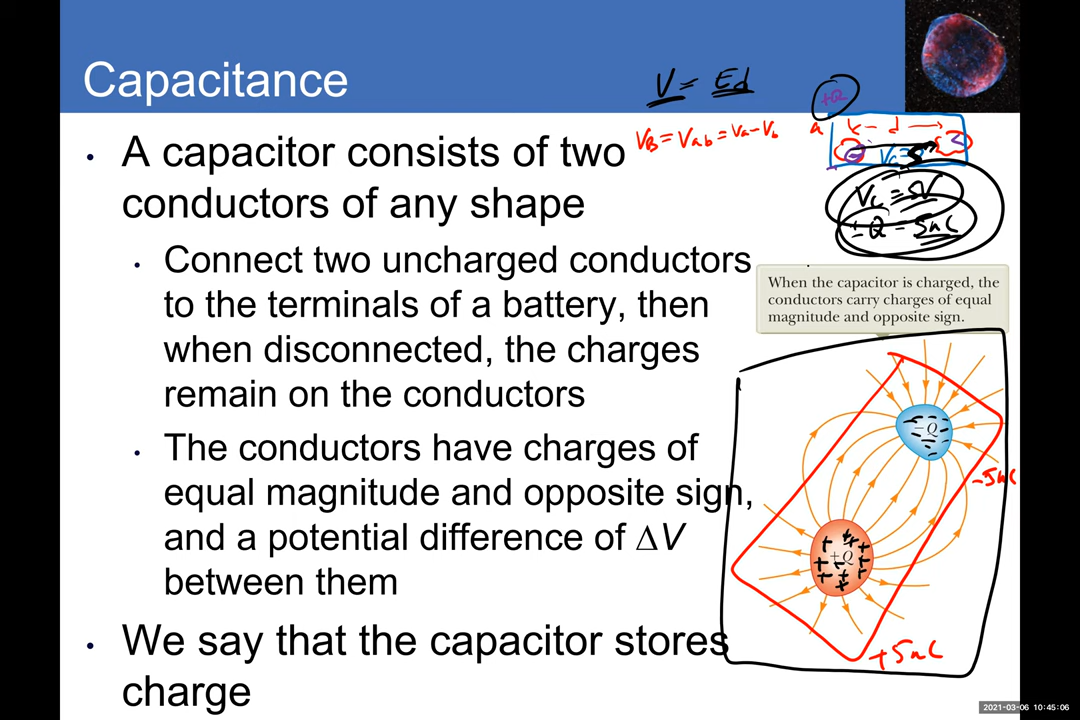 Capacitance
V = Ed
+Q
V_B = V_ab = V_a - V_b
a
d
• A capacitor consists of two
conductors of any shape
V_c = 5V
± Q = 5nC
• Connect two uncharged conductors
to the terminals of a battery, then
when disconnected, the charges
remain on the conductors
When the capacitor is charged, the
conductors carry charges of equal
magnitude and opposite sign.
• The conductors have charges of
equal magnitude and opposite sign,
and a potential difference of ΔV
between them
−Q
-5nC
+Q
+5nC
• We say that the capacitor stores
charge
2021-03-06 10:45:06